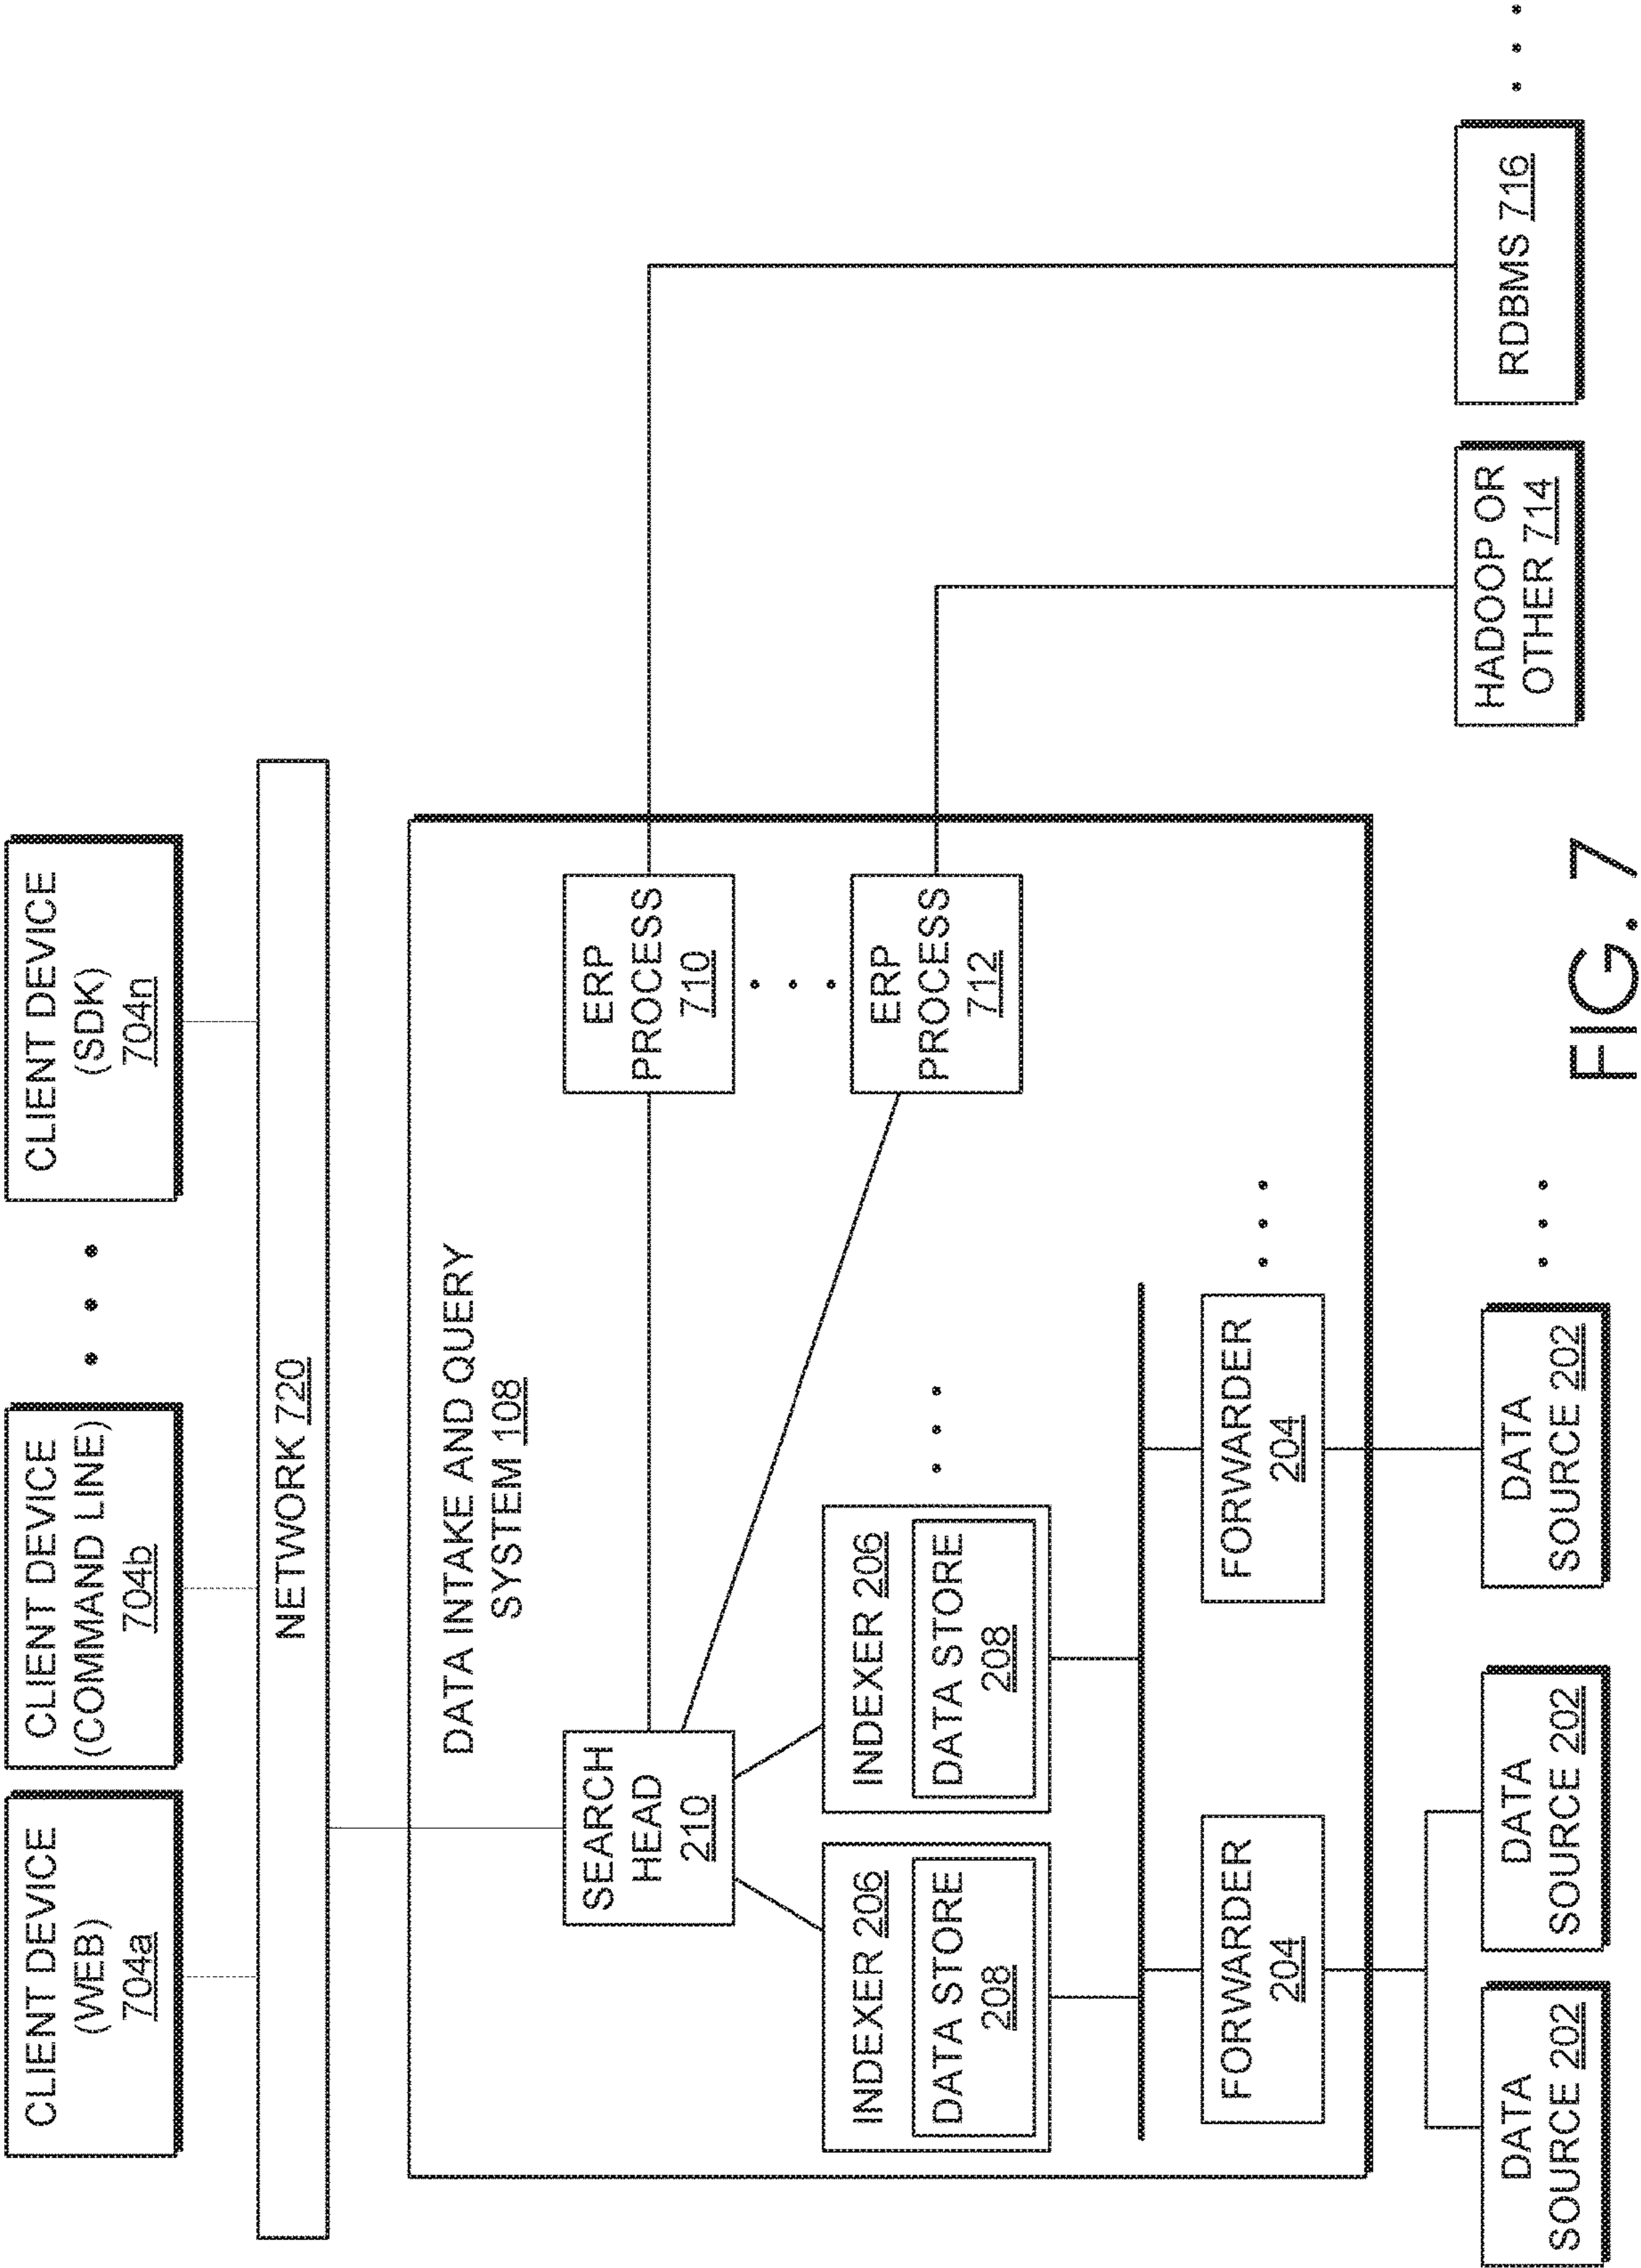 CLIENT DEVICE
(WEB)
704a
CLIENT DEVICE
(COMMAND LINE)
704b
CLIENT DEVICE
(SDK)
704n
NETWORK 720
DATA INTAKE AND QUERY
SYSTEM 108
SEARCH
HEAD
210
ERP
PROCESS
710
ERP
PROCESS
712
INDEXER 206
DATA STORE
208
INDEXER 206
DATA STORE
208
FORWARDER
204
FORWARDER
204
DATA
SOURCE 202
DATA
SOURCE 202
DATA
SOURCE 202
HADOOP OR
OTHER 714
RDBMS 716
FIG. 7